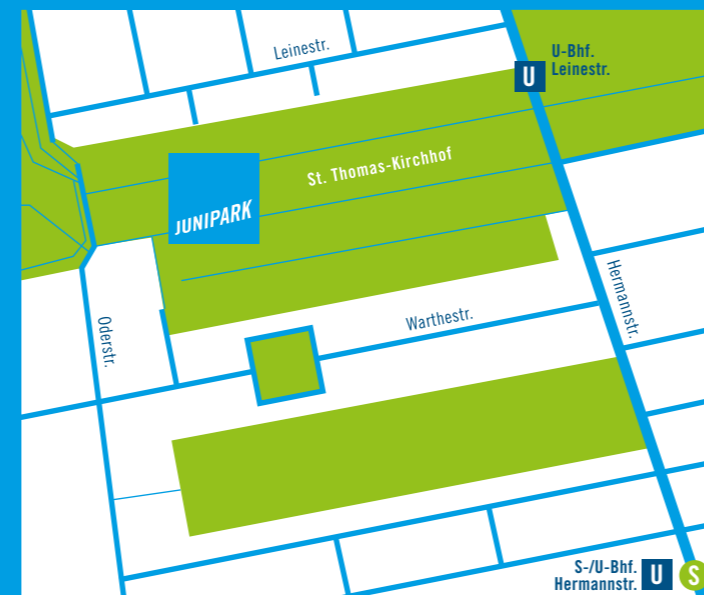 Leinestr.
U-Bhf.
Leinestr.
U
St. Thomas-Kirchhof
JUNIPARK
Hermannstr.
Oderstr.
Warthestr.
S-/U-Bhf.
Hermannstr.
U
S